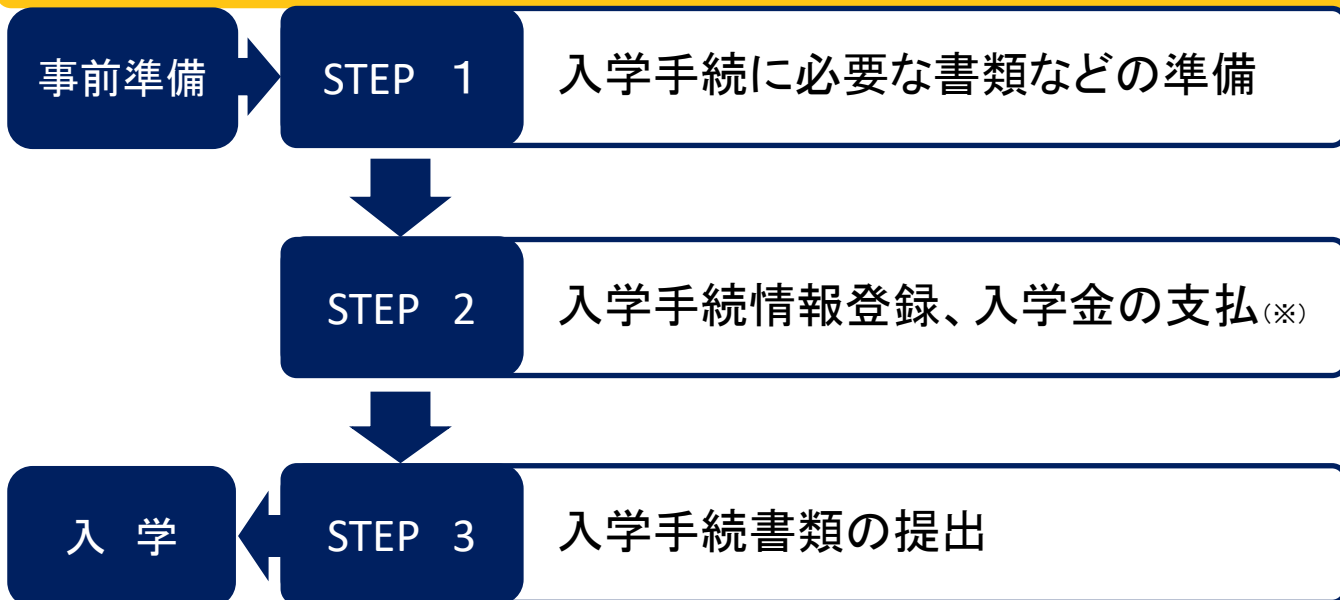 事前準備
STEP 1
入学手続に必要な書類などの準備
STEP 2
入学手続情報登録、入学金の支払(※)
STEP 3
入学手続書類の提出
入 学